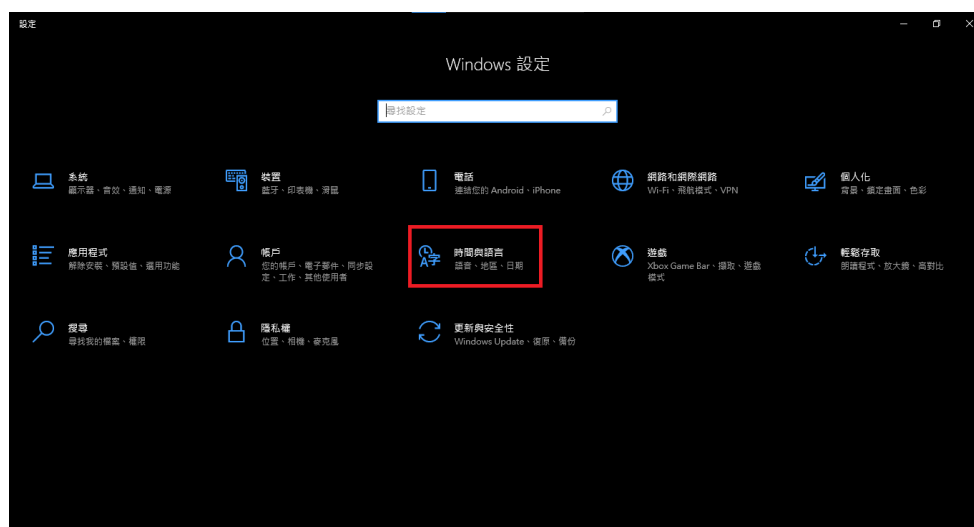 設定
Windows 設定
尋找設定
系統
顯示器、音效、通知、電源
裝置
藍牙、印表機、滑鼠
電話
連結您的 Android、iPhone
網路和網際網路
Wi-Fi、飛航模式、VPN
個人化
背景、鎖定畫面、色彩
應用程式
解除安裝、預設值、選用功能
帳戶
您的帳戶、電子郵件、同步設
定、工作、其他使用者
時間與語言
語音、地區、日期
遊戲
Xbox Game Bar、擷取、遊戲
模式
輕鬆存取
朗讀程式、放大鏡、高對比
搜尋
尋找我的檔案、權限
隱私權
位置、相機、麥克風
更新與安全性
Windows Update、復原、備份